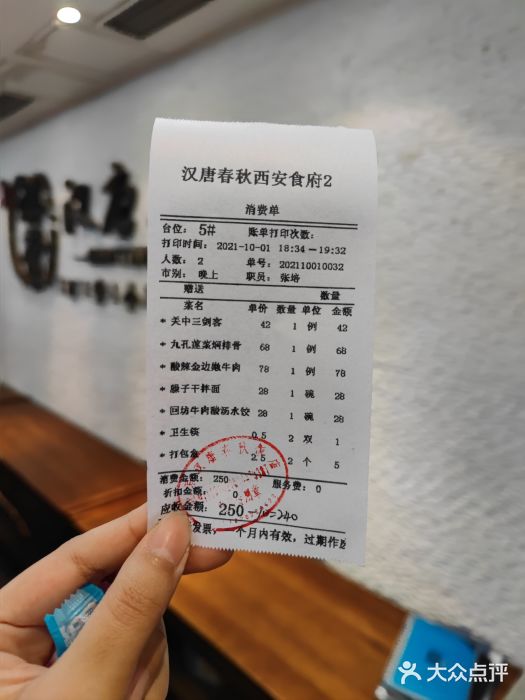 汉唐春秋西安食府2
消费单
台位: 5# 账单打印次数:
打印时间: 2021-10-01 18:34-19:32
人数: 2 单号: 202110010032
市别: 晚上 职员: 张培
赠送 数量
菜名 单价 数量 单位 金额
* 关中三剑客 42 1 例 42
* 九孔莲菜焖排骨 68 1 例 68
* 酸辣金边嫩牛肉 78 1 例 78
* 臊子干拌面 28 1 碗 28
* 回坊牛肉酸汤水饺 28 1 碗 28
* 卫生筷 0.5 2 双 1
* 打包盒 2.5 2 个 5
消费金额: 250 服务费: 0
折扣金额: 0
应收金额: 250 -10=240
发票, 一个月内有效, 过期作
大众点评